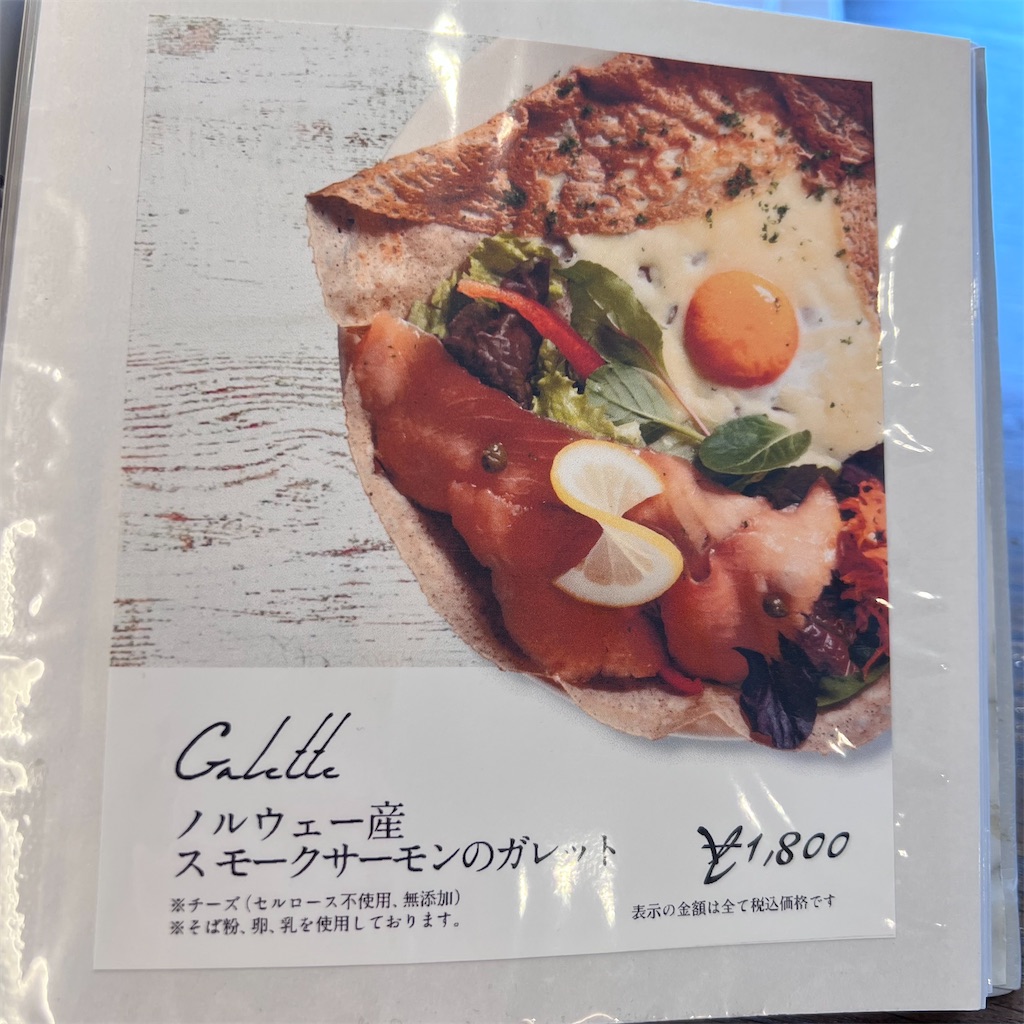 Galette
ノルウェー産
スモークサーモンのガレット
¥1,800
※チーズ(セルロース不使用、無添加)
※そば粉、卵、乳を使用しております。
表示の金額は全て税込価格です